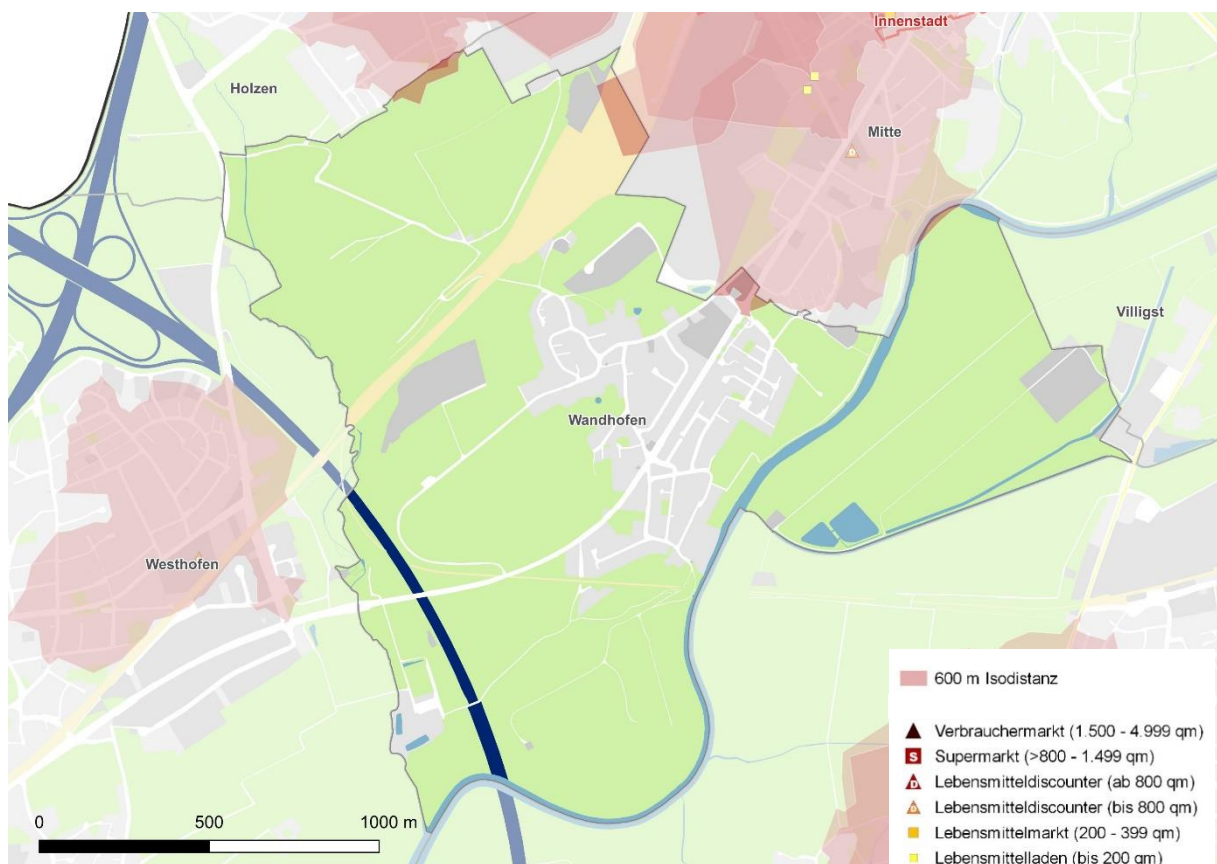 Innenstadt
Holzen
Mitte
Villigst
Wandhofen
Westhofen
600 m Isodistanz
Verbrauchermarkt (1.500 - 4.999 qm)
S Supermarkt (>800 - 1.499 qm)
D Lebensmitteldiscounter (ab 800 qm)
D Lebensmitteldiscounter (bis 800 qm)
Lebensmittelmarkt (200 - 399 qm)
Lebensmittelladen (bis 200 qm)
0 500 1000 m